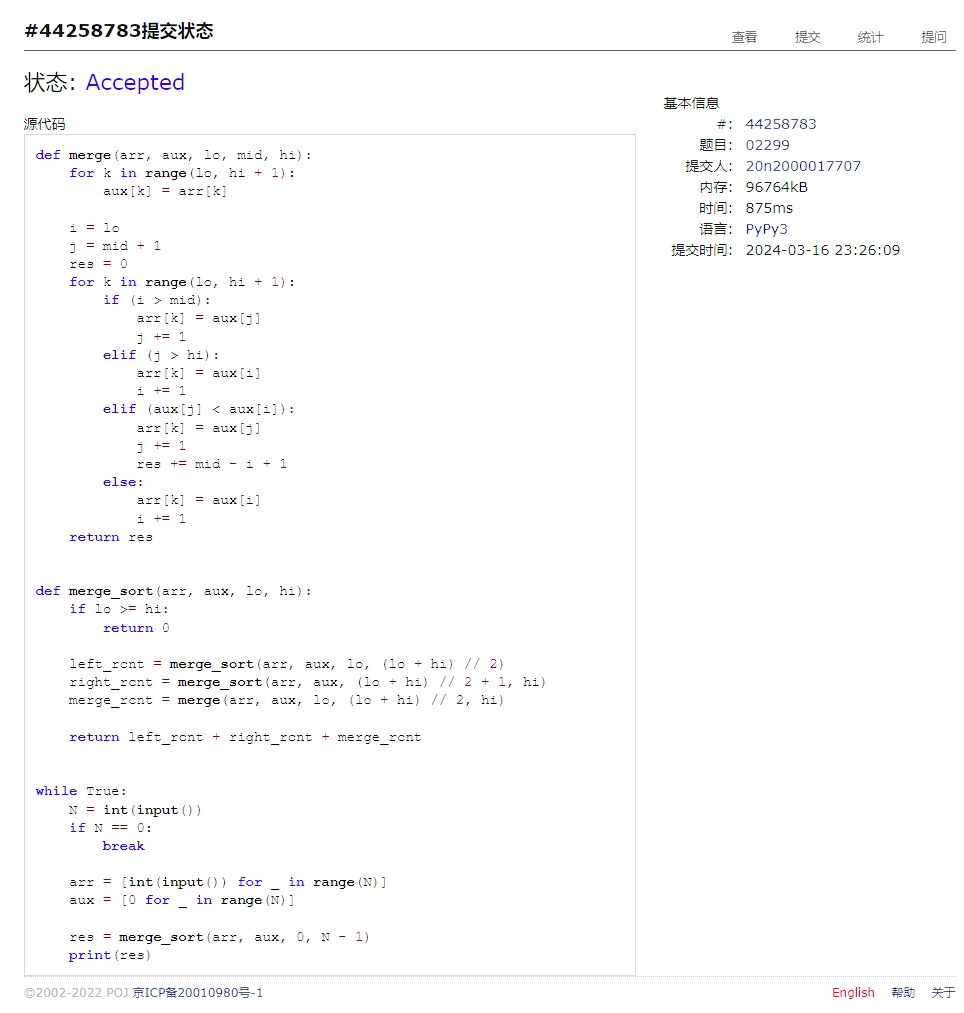 #44258783提交状态
查看 提交 统计 提问
状态: Accepted
源代码
def merge(arr, aux, lo, mid, hi):
    for k in range(lo, hi + 1):
        aux[k] = arr[k]

    i = lo
    j = mid + 1
    res = 0
    for k in range(lo, hi + 1):
        if (i > mid):
            arr[k] = aux[j]
            j += 1
        elif (j > hi):
            arr[k] = aux[i]
            i += 1
        elif (aux[j] < aux[i]):
            arr[k] = aux[j]
            j += 1
            res += mid - i + 1
        else:
            arr[k] = aux[i]
            i += 1
    return res


def merge_sort(arr, aux, lo, hi):
    if lo >= hi:
        return 0

    left_rcnt = merge_sort(arr, aux, lo, (lo + hi) // 2)
    right_rcnt = merge_sort(arr, aux, (lo + hi) // 2 + 1, hi)
    merge_rcnt = merge(arr, aux, lo, (lo + hi) // 2, hi)

    return left_rcnt + right_rcnt + merge_rcnt


while True:
    N = int(input())
    if N == 0:
        break

    arr = [int(input()) for _ in range(N)]
    aux = [0 for _ in range(N)]

    res = merge_sort(arr, aux, 0, N - 1)
    print(res)
基本信息
#: 44258783
题目: 02299
提交人: 20n2000017707
内存: 96764kB
时间: 875ms
语言: PyPy3
提交时间: 2024-03-16 23:26:09
©2002-2022 POJ 京ICP备20010980号-1
English 帮助 关于